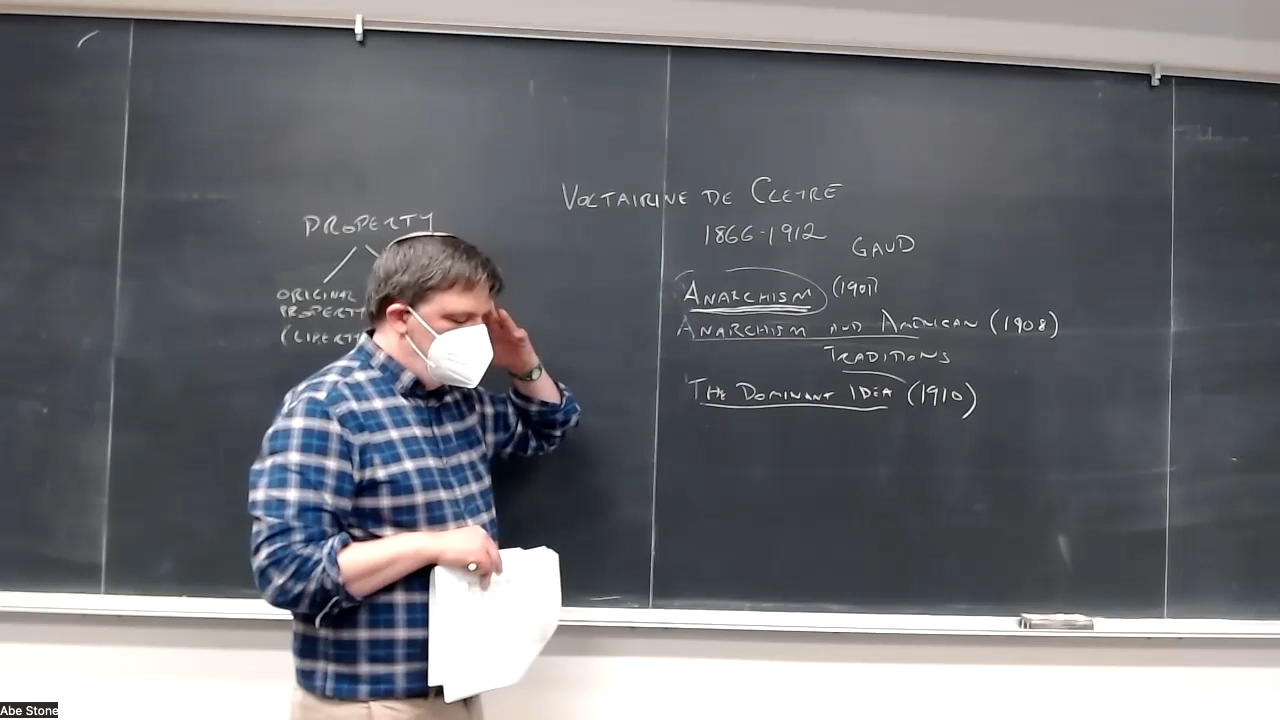 PROPERTY
ORIGINAL
PROPERTY
(LIBERTY
VOLTAIRINE DE CLEYRE
1866-1912
GAUD
ANARCHISM (1901)
ANARCHISM AND AMERICAN (1908)
TRADITIONS
THE DOMINANT IDEA (1910)
Abe Stone